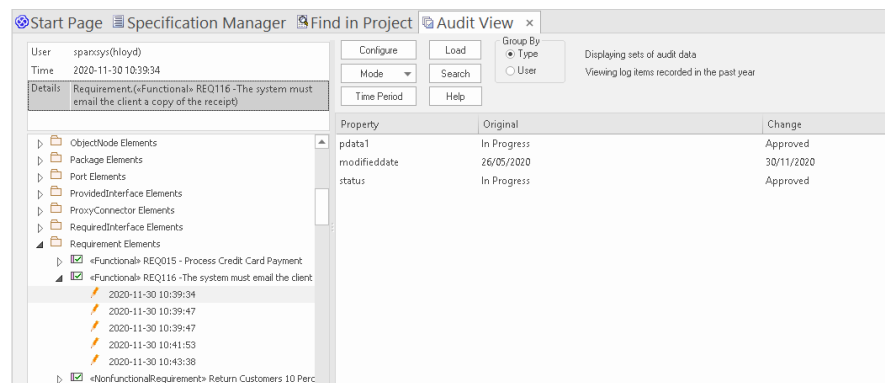 Start Page Specification Manager Find in Project Audit View ×
User sparxsys(hloyd)
Time 2020-11-30 10:39:34
Details Requirement.(«Functional» REQ116 -The system must
email the client a copy of the receipt)
Configure Load Group By
Type
Mode Search User
Time Period Help
Displaying sets of audit data
Viewing log items recorded in the past year
Property Original Change
pdata1 In Progress Approved
modifieddate 26/05/2020 30/11/2020
status In Progress Approved
ObjectNode Elements
Package Elements
Port Elements
ProvidedInterface Elements
ProxyConnector Elements
RequiredInterface Elements
Requirement Elements
«Functional» REQ015 - Process Credit Card Payment
«Functional» REQ116 -The system must email the client
2020-11-30 10:39:34
2020-11-30 10:39:47
2020-11-30 10:39:47
2020-11-30 10:41:53
2020-11-30 10:43:38
«NonfunctionalRequirement» Return Customers 10 Perc